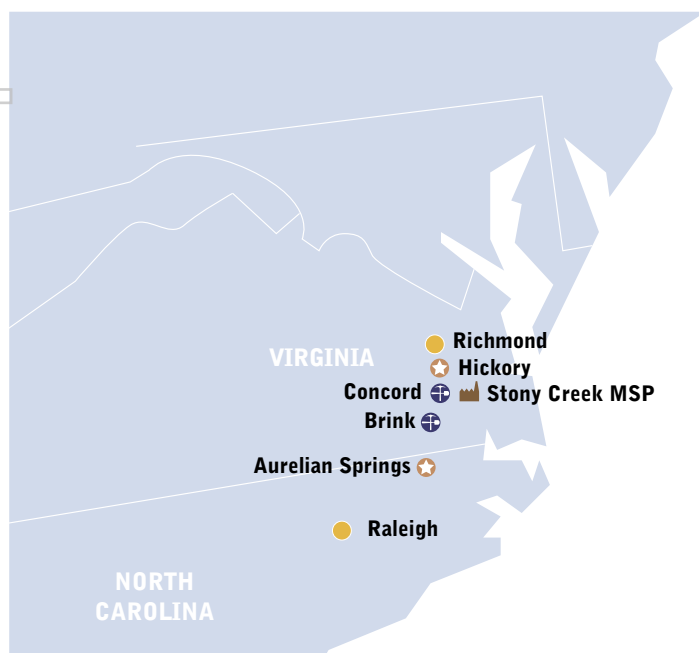 Richmond
VIRGINIA
Hickory
Concord
Stony Creek MSP
Brink
Aurelian Springs
Raleigh
NORTH
CAROLINA